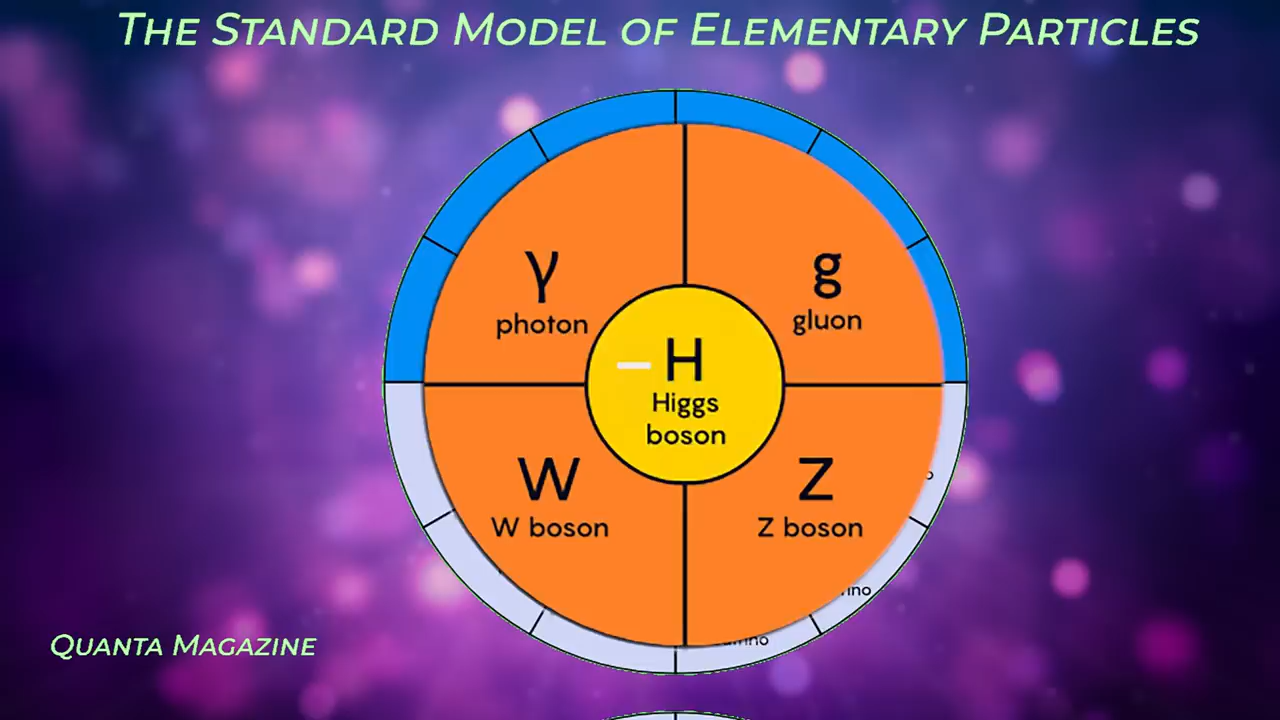 The Standard Model of Elementary Particles
γ
photon
g
gluon
H
Higgs
boson
W
W boson
Z
Z boson
Quanta Magazine